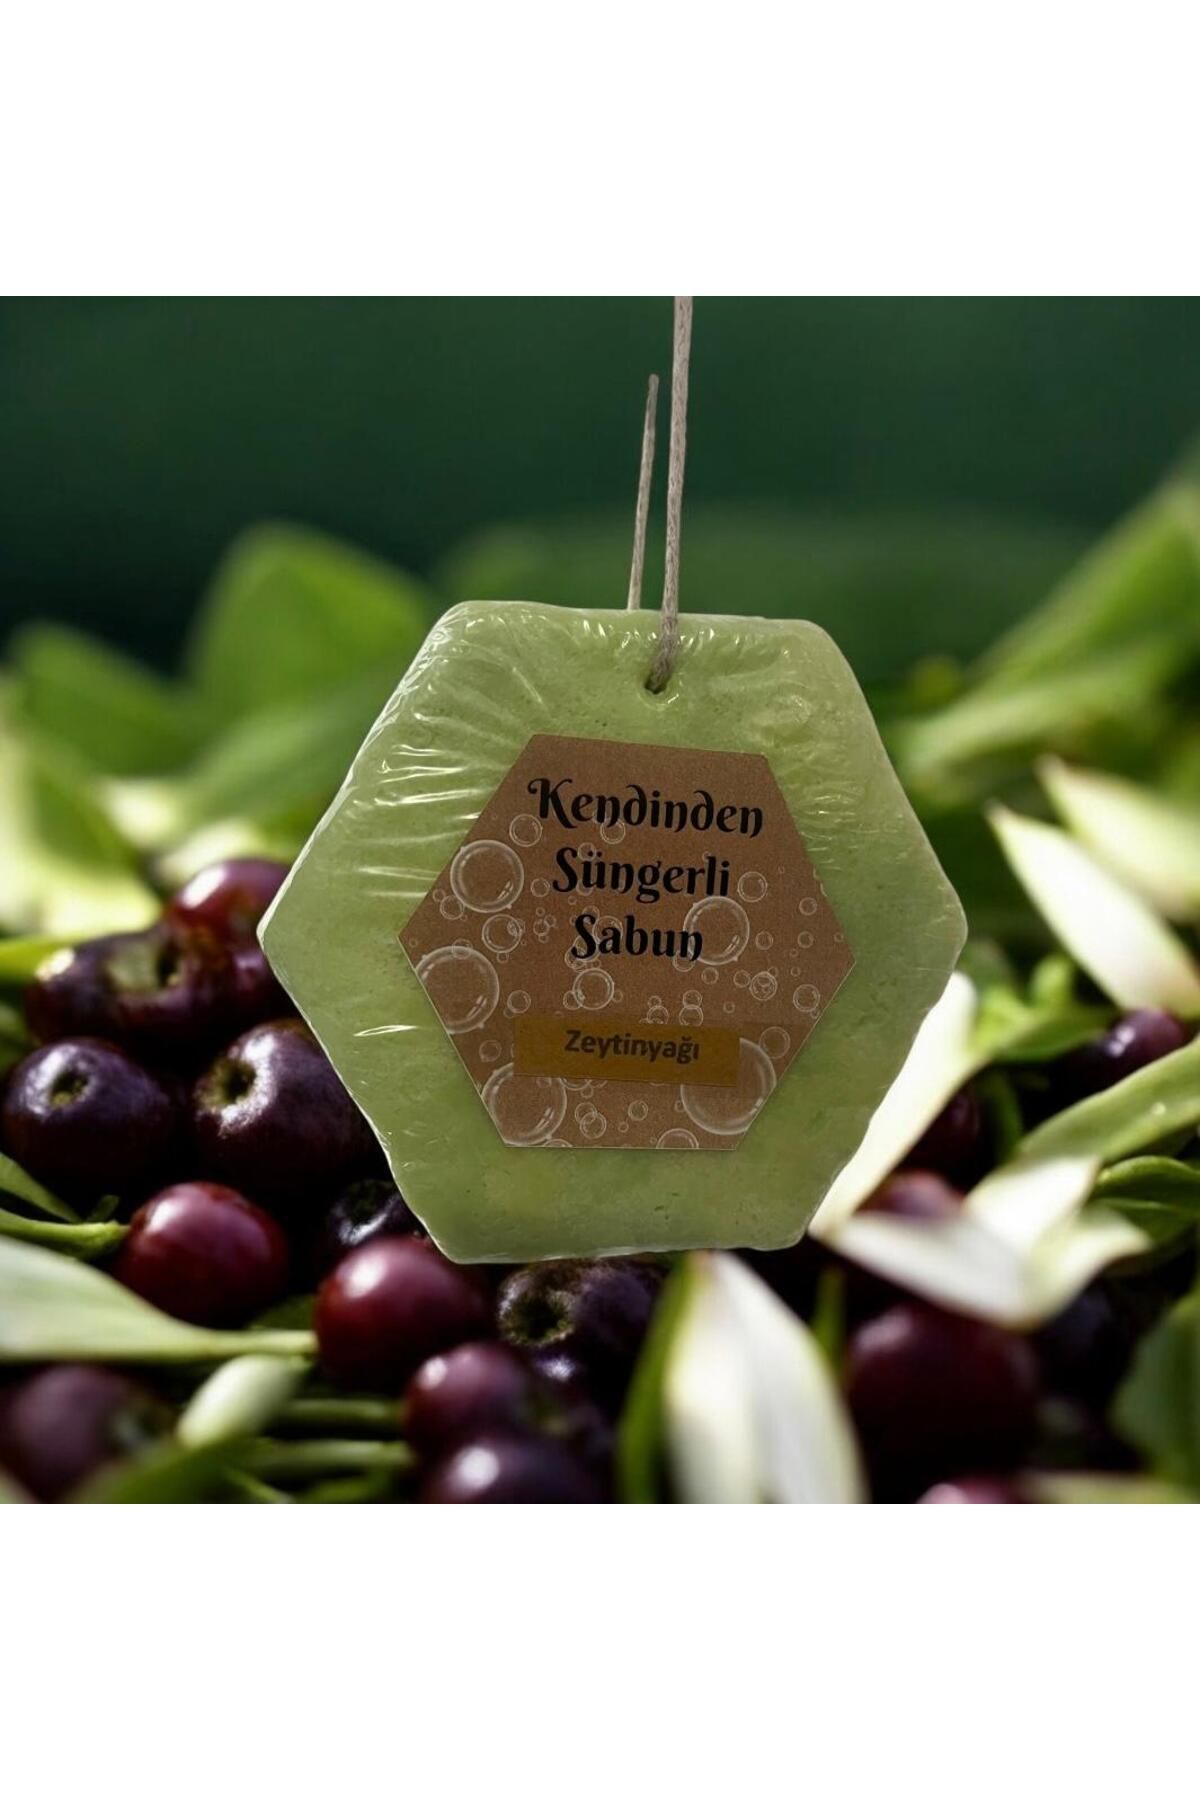 Kendinden
Süngerli
Sabun
Zeytinyağı